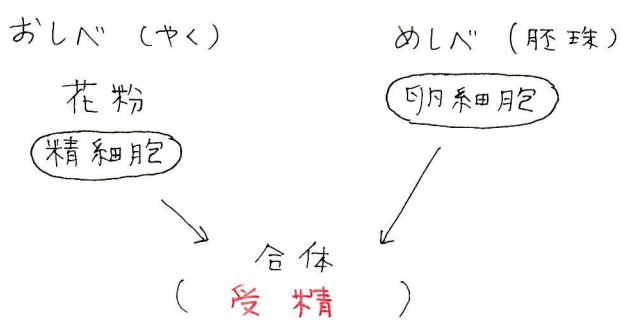 おしべ (やく)
めしべ (胚珠)
花粉
卵細胞
精細胞
合体
( 受精 )